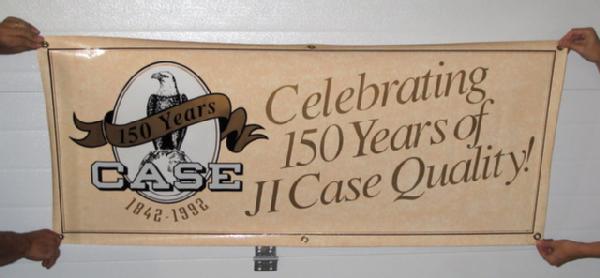 150 Years
CASE
1842-1992
Celebrating
150 Years of
JI Case Quality!